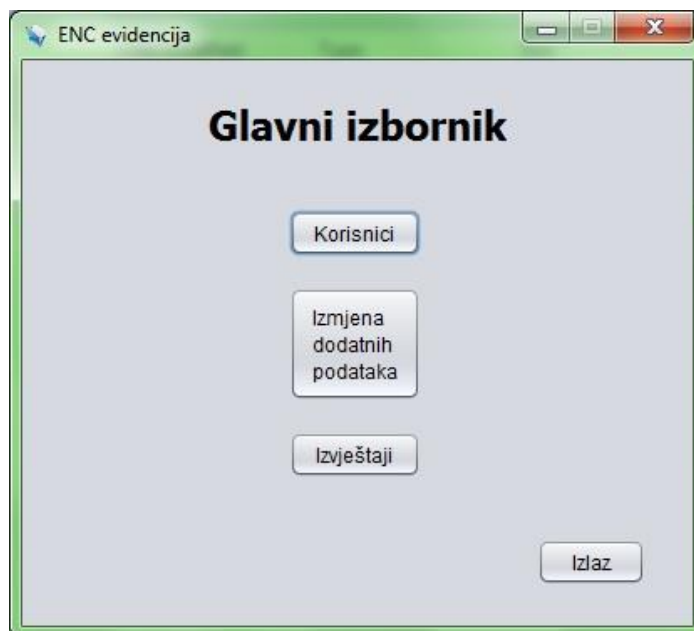 ENC evidencija
Glavni izbornik
Korisnici
Izmjena
dodatnih
podataka
Izvještaji
Izlaz